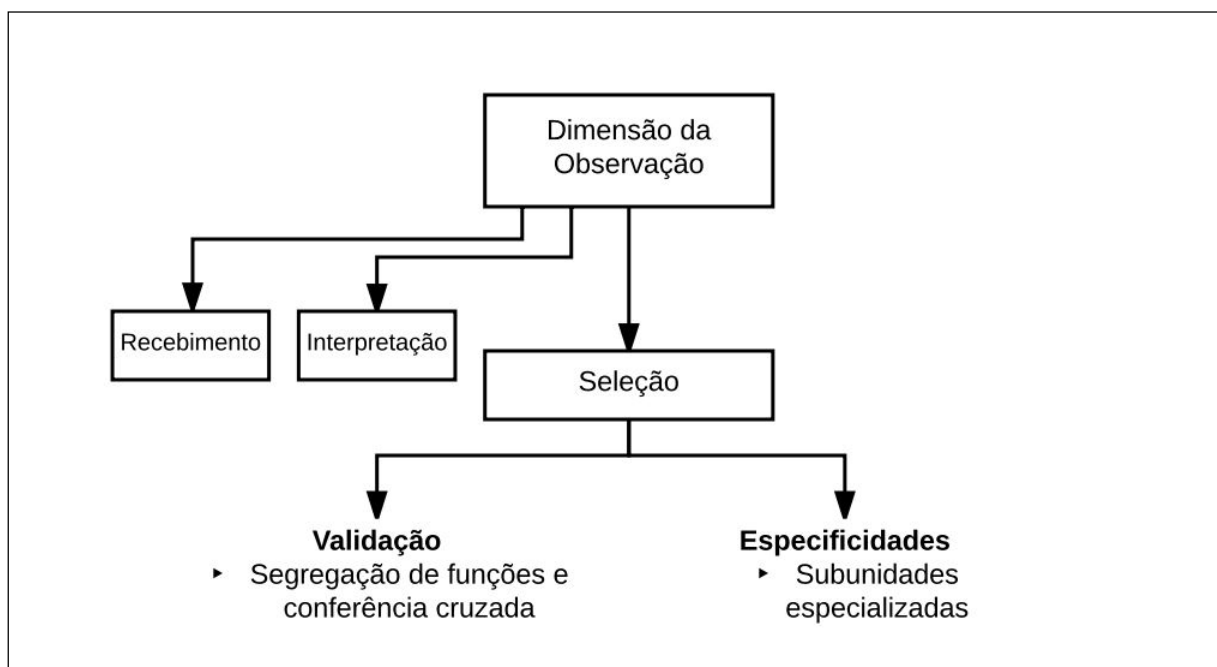 Dimensão da
Observação
Recebimento
Interpretação
Seleção
Validação
‣ Segregação de funções e
conferência cruzada
Especificidades
‣ Subunidades
especializadas